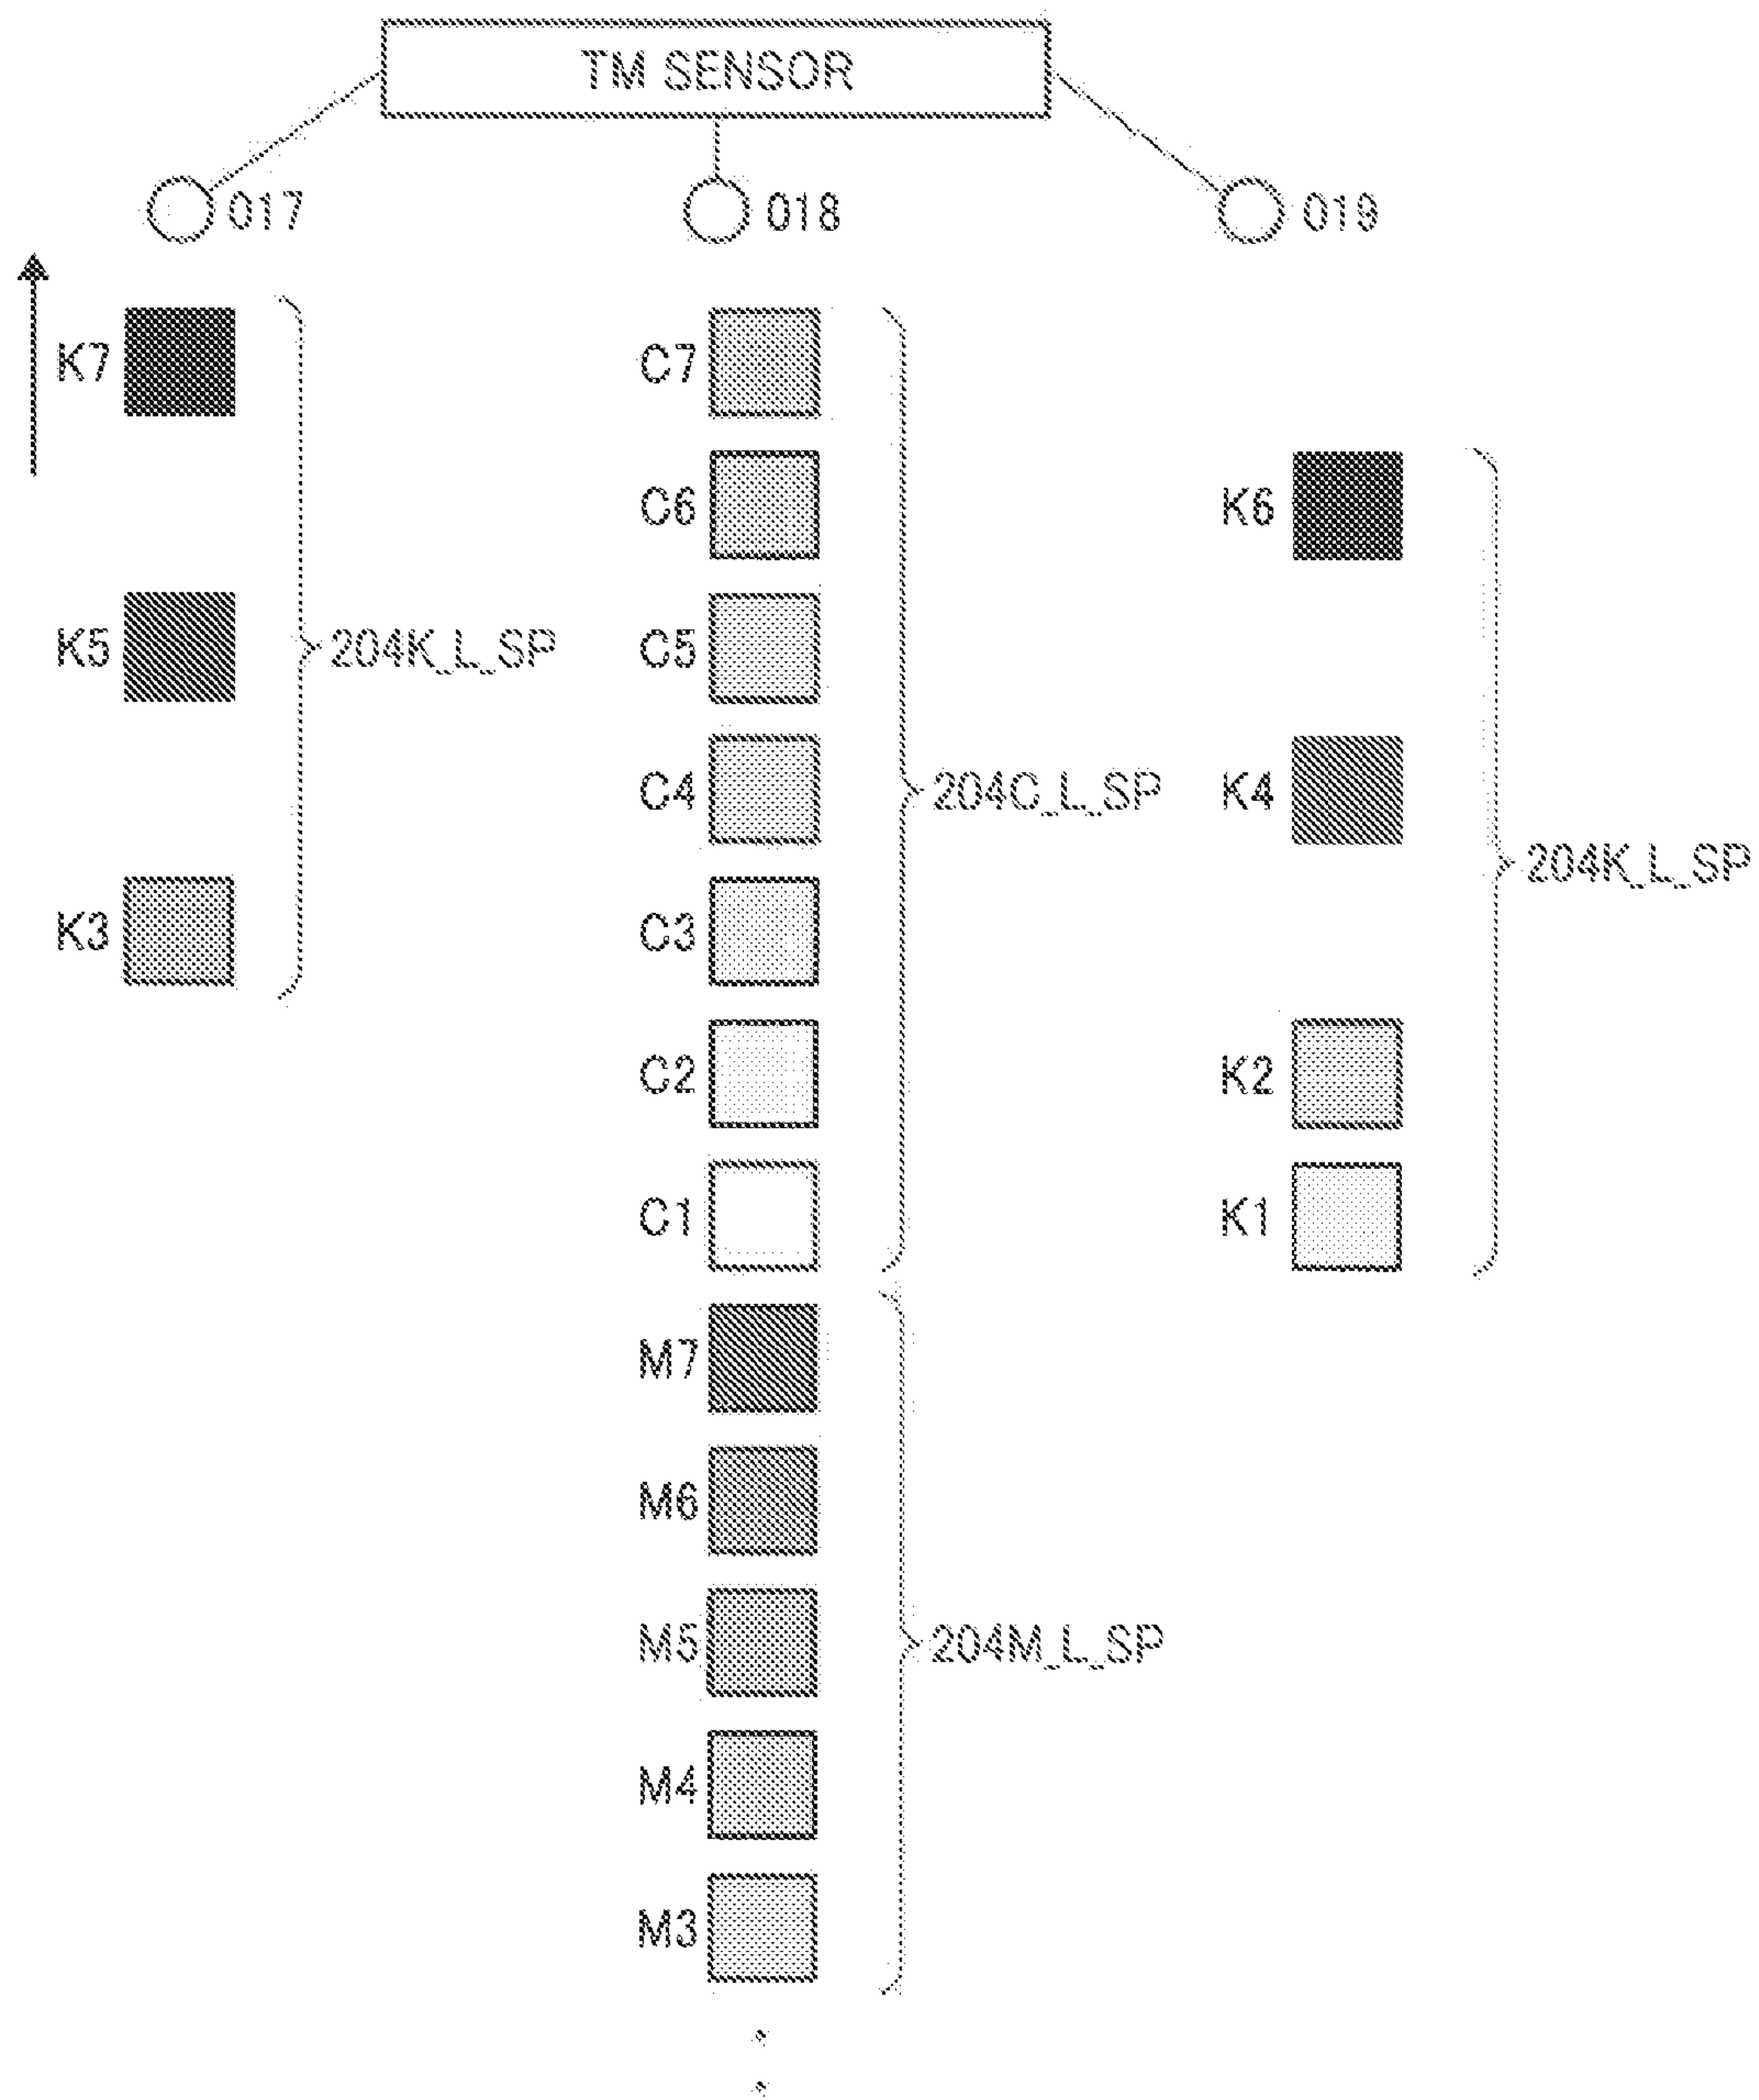 TM SENSOR
017 018 019
K7 C7
C6 K6
K5 204K_L_SP C5
C4 204C_L_SP K4
204K_L_SP
K3 C3
C2 K2
C1 K1
M7
M6
M5 204M_L_SP
M4
M3